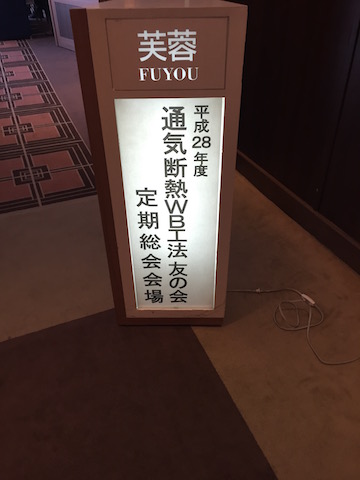 芙蓉
FUYOU
平成28年度
通気断熱WB工法友の会
定期総会会場